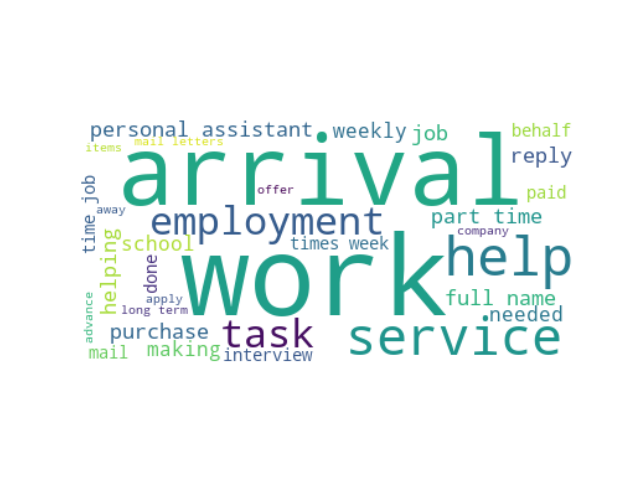 personal assistant
weekly
job
behalf
items
mail letters
arrival
reply
time job
away
offer
paid
employment
part time
company
helping
school
done
times week
help
work
apply
long term
full name
advance
purchase
task
service
needed
mail
making
interview